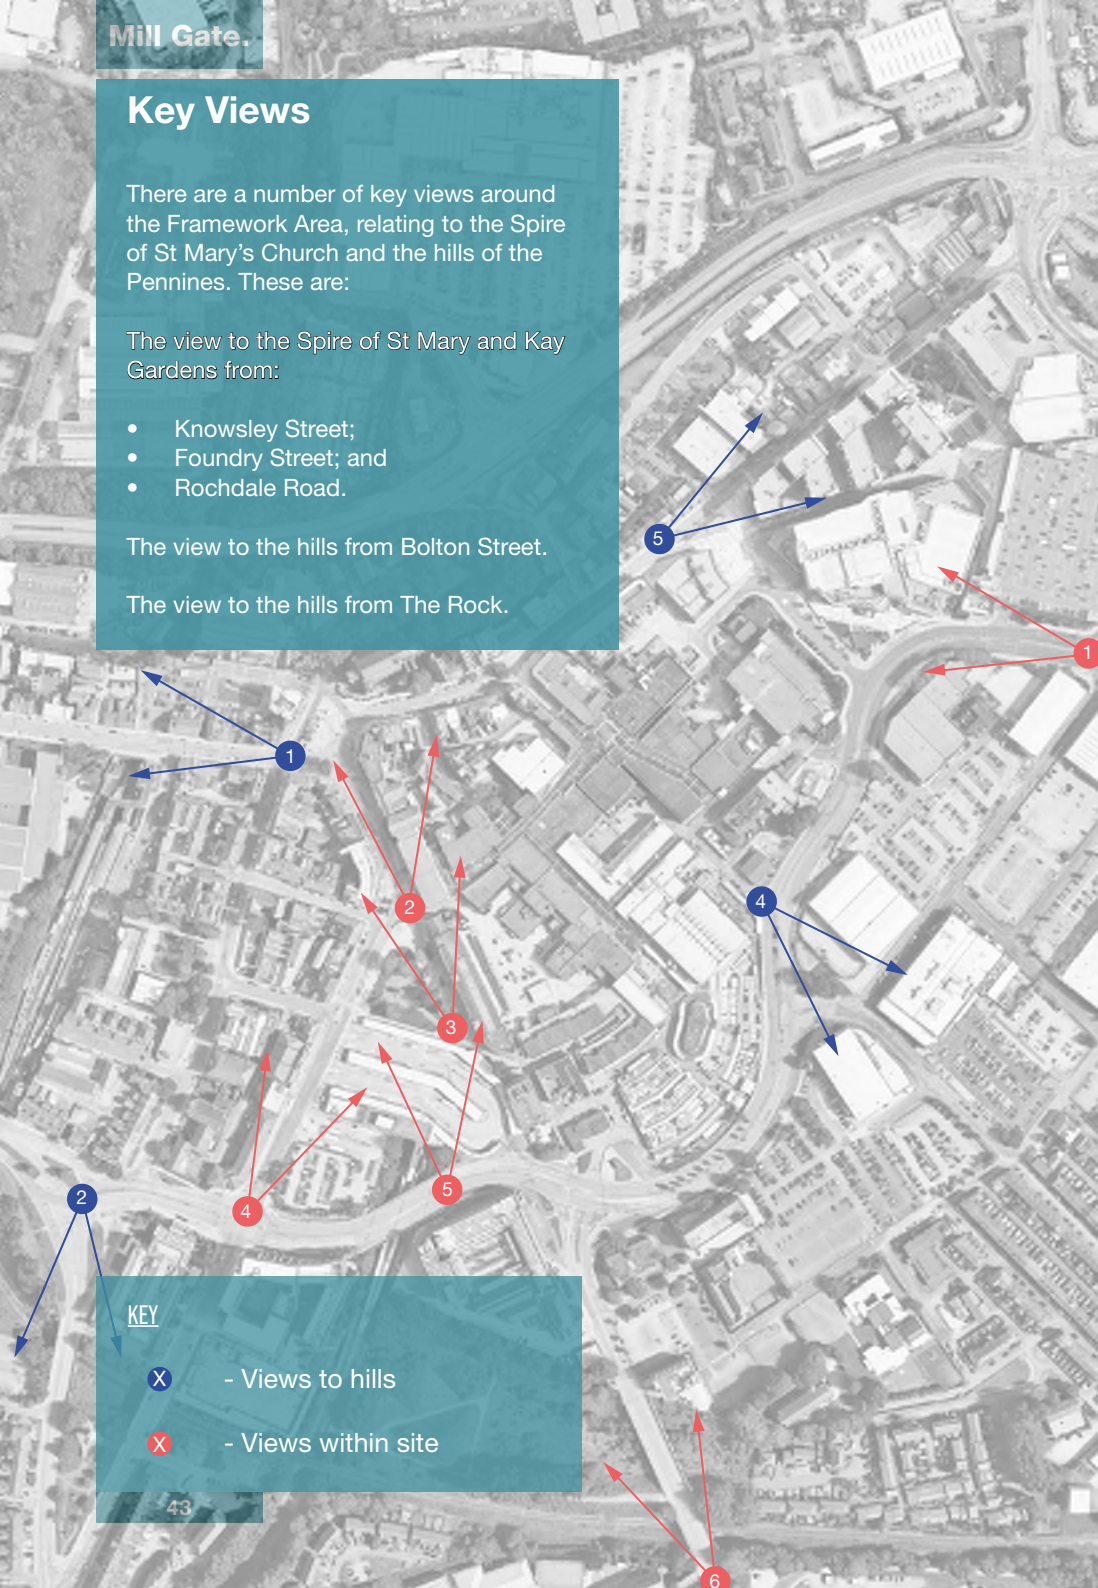 Mill Gate.
Key Views
There are a number of key views around
the Framework Area, relating to the Spire
of St Mary’s Church and the hills of the
Pennines. These are:
The view to the Spire of St Mary and Kay
Gardens from:
• Knowsley Street;
• Foundry Street; and
• Rochdale Road.
The view to the hills from Bolton Street.
The view to the hills from The Rock.
5
1
1
2
4
3
2
4
5
KEY
X - Views to hills
X - Views within site
43
6